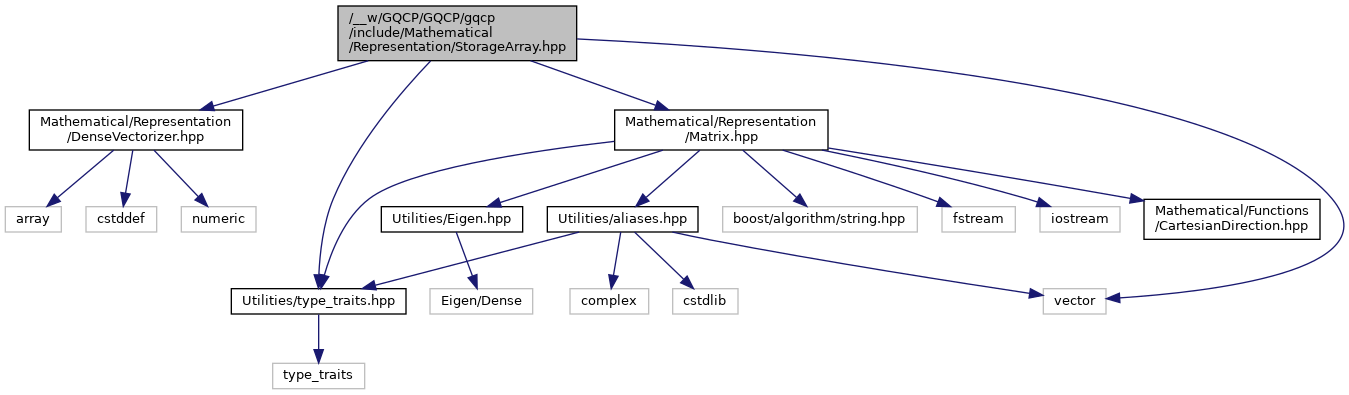 /__w/GQCP/GQCP/gqcp
/include/Mathematical
/Representation/StorageArray.hpp
Mathematical/Representation
/DenseVectorizer.hpp
Mathematical/Representation
/Matrix.hpp
array
cstddef
numeric
Utilities/Eigen.hpp
Utilities/aliases.hpp
boost/algorithm/string.hpp
fstream
iostream
Mathematical/Functions
/CartesianDirection.hpp
Utilities/type_traits.hpp
Eigen/Dense
complex
cstdlib
vector
type_traits